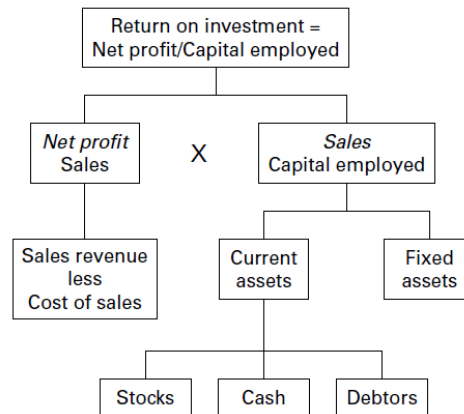 Return on investment =
Net profit/Capital employed
Net profit
Sales
X
Sales
Capital employed
Sales revenue
less
Cost of sales
Current
assets
Fixed
assets
Stocks
Cash
Debtors